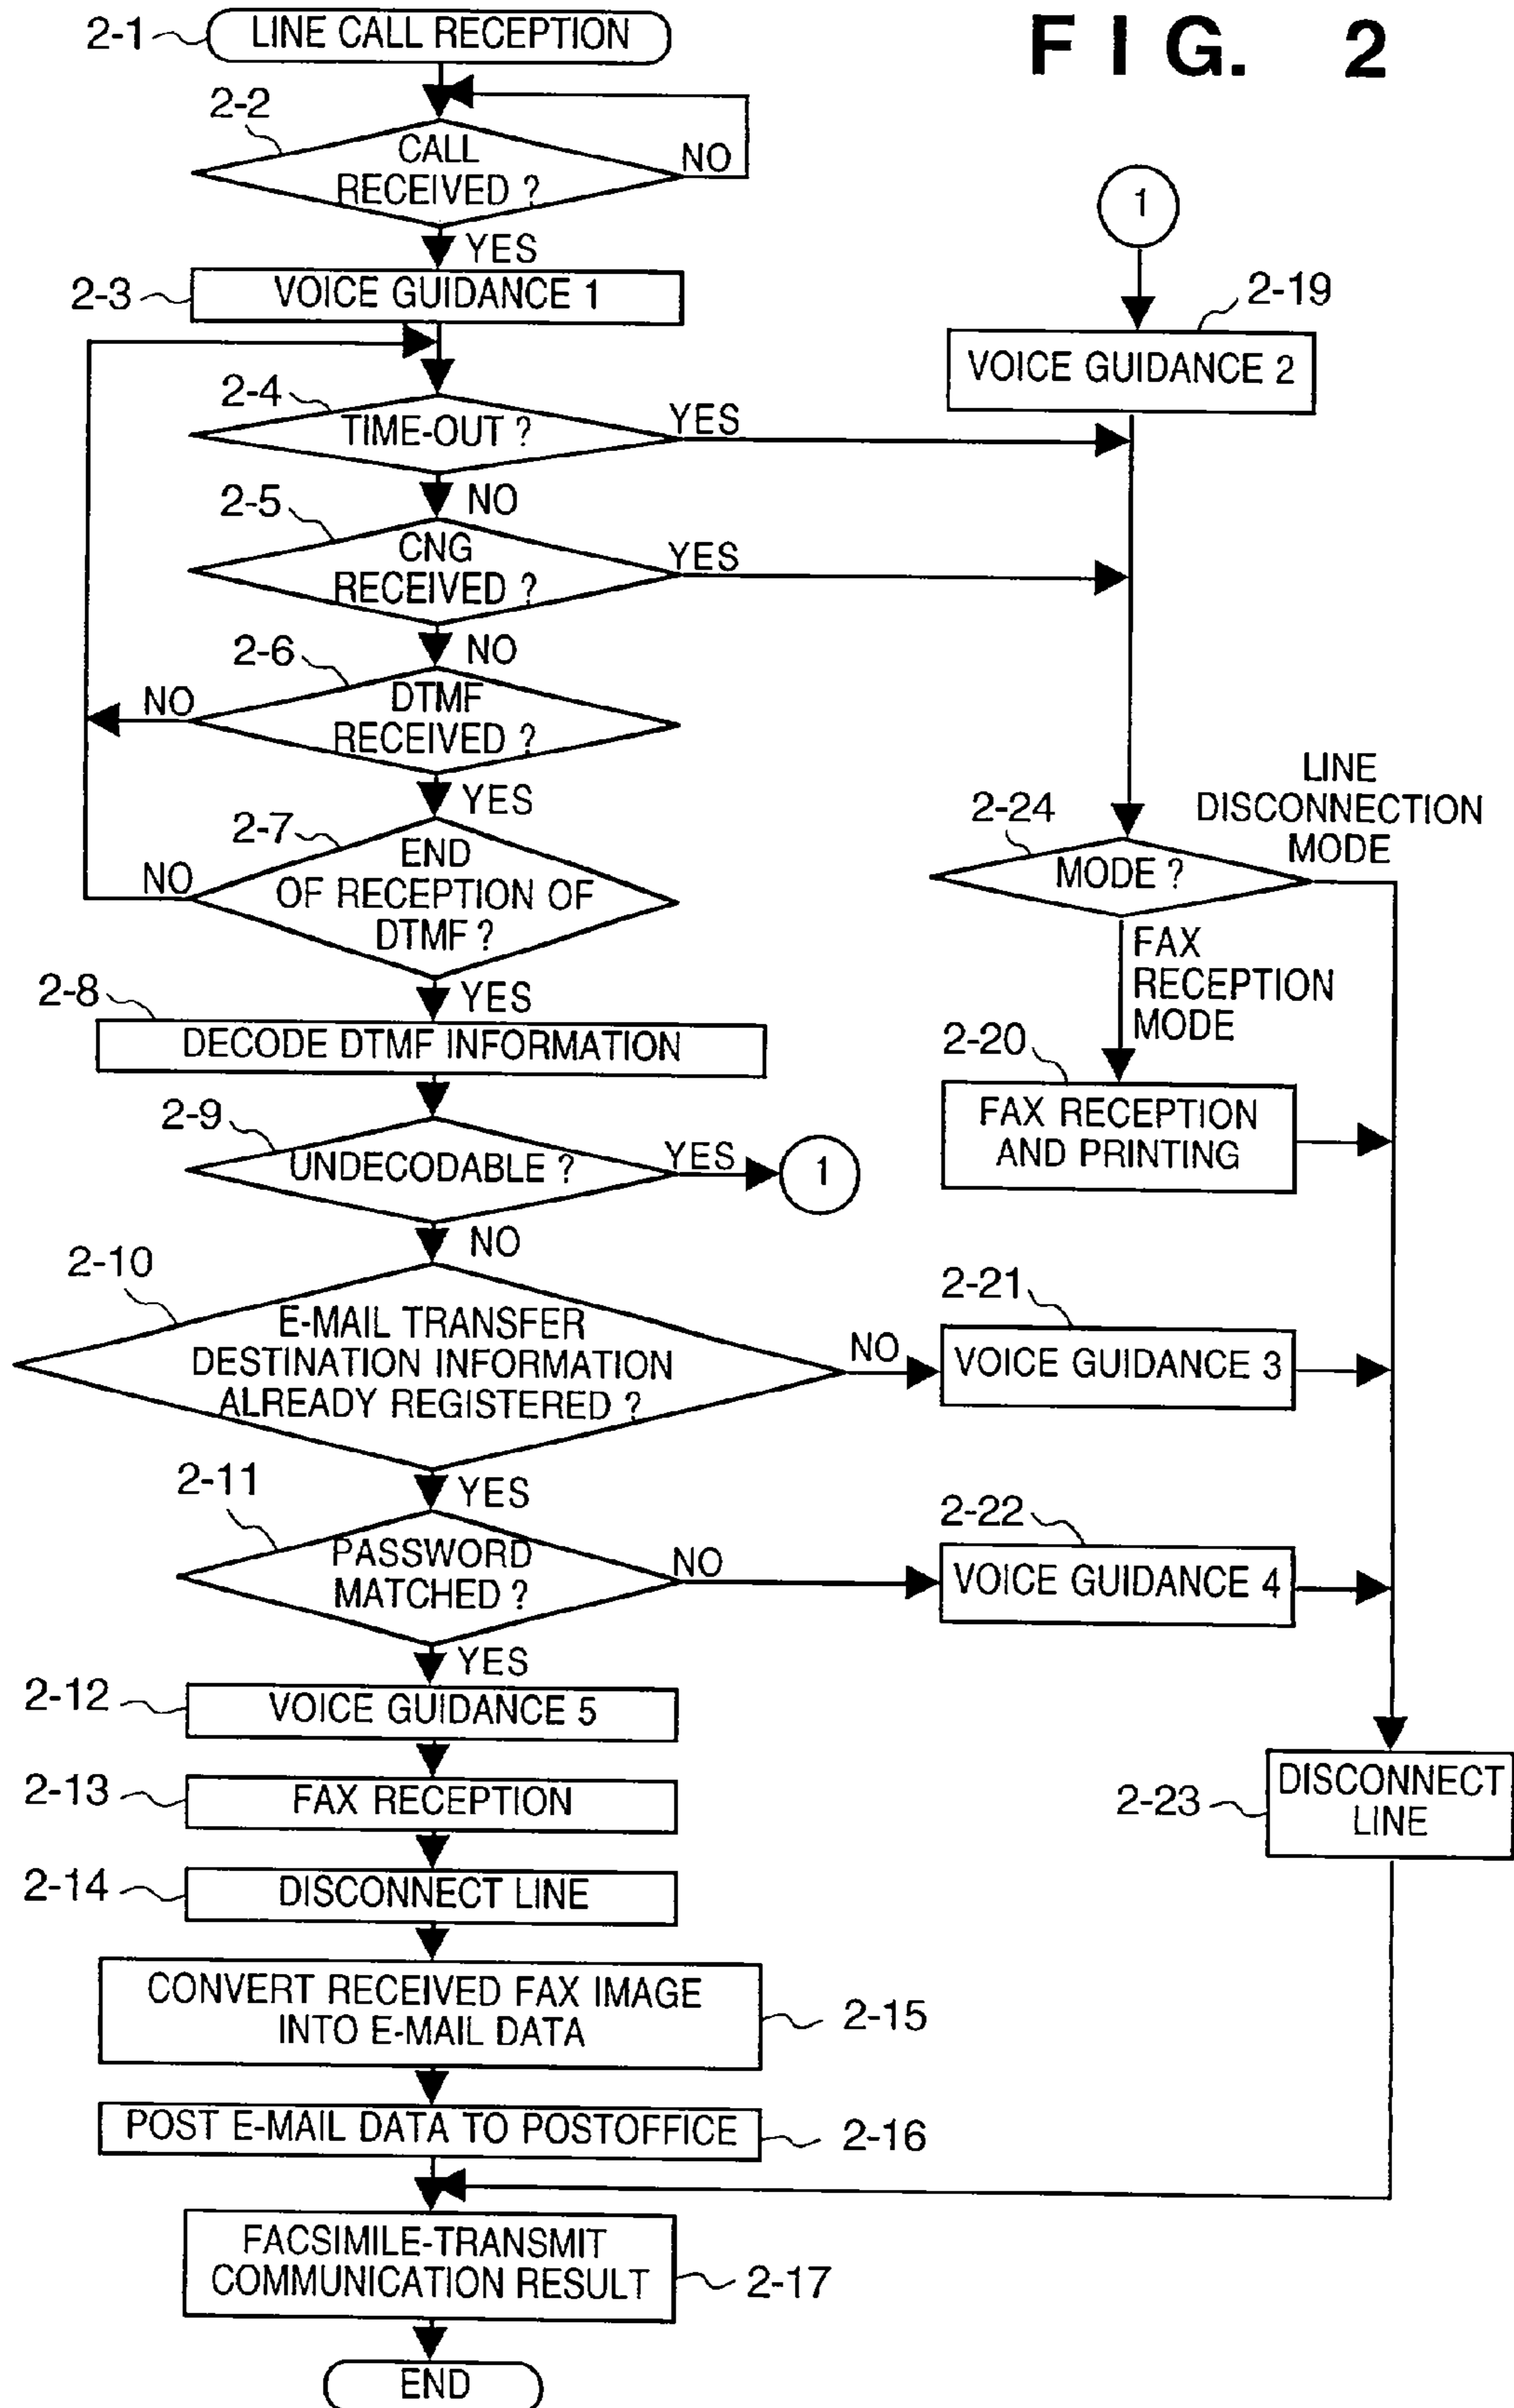 FIG. 2
2-1
LINE CALL RECEPTION
2-2
CALL
RECEIVED ?
NO
YES
2-3
VOICE GUIDANCE 1
2-4
TIME-OUT ?
YES
NO
2-5
CNG
RECEIVED ?
YES
NO
2-6
DTMF
RECEIVED ?
NO
YES
2-7
END
OF RECEPTION OF
DTMF ?
NO
YES
2-8
DECODE DTMF INFORMATION
2-9
UNDECODABLE ?
YES
1
NO
2-10
E-MAIL TRANSFER
DESTINATION INFORMATION
ALREADY REGISTERED ?
NO
YES
2-11
PASSWORD
MATCHED ?
NO
YES
2-12
VOICE GUIDANCE 5
2-13
FAX RECEPTION
2-14
DISCONNECT LINE
CONVERT RECEIVED FAX IMAGE
INTO E-MAIL DATA
2-15
POST E-MAIL DATA TO POSTOFFICE
2-16
FACSIMILE-TRANSMIT
COMMUNICATION RESULT
2-17
END
1
2-19
VOICE GUIDANCE 2
2-24
MODE ?
LINE
DISCONNECTION
MODE
FAX
RECEPTION
MODE
2-20
FAX RECEPTION
AND PRINTING
2-21
VOICE GUIDANCE 3
2-22
VOICE GUIDANCE 4
2-23
DISCONNECT
LINE